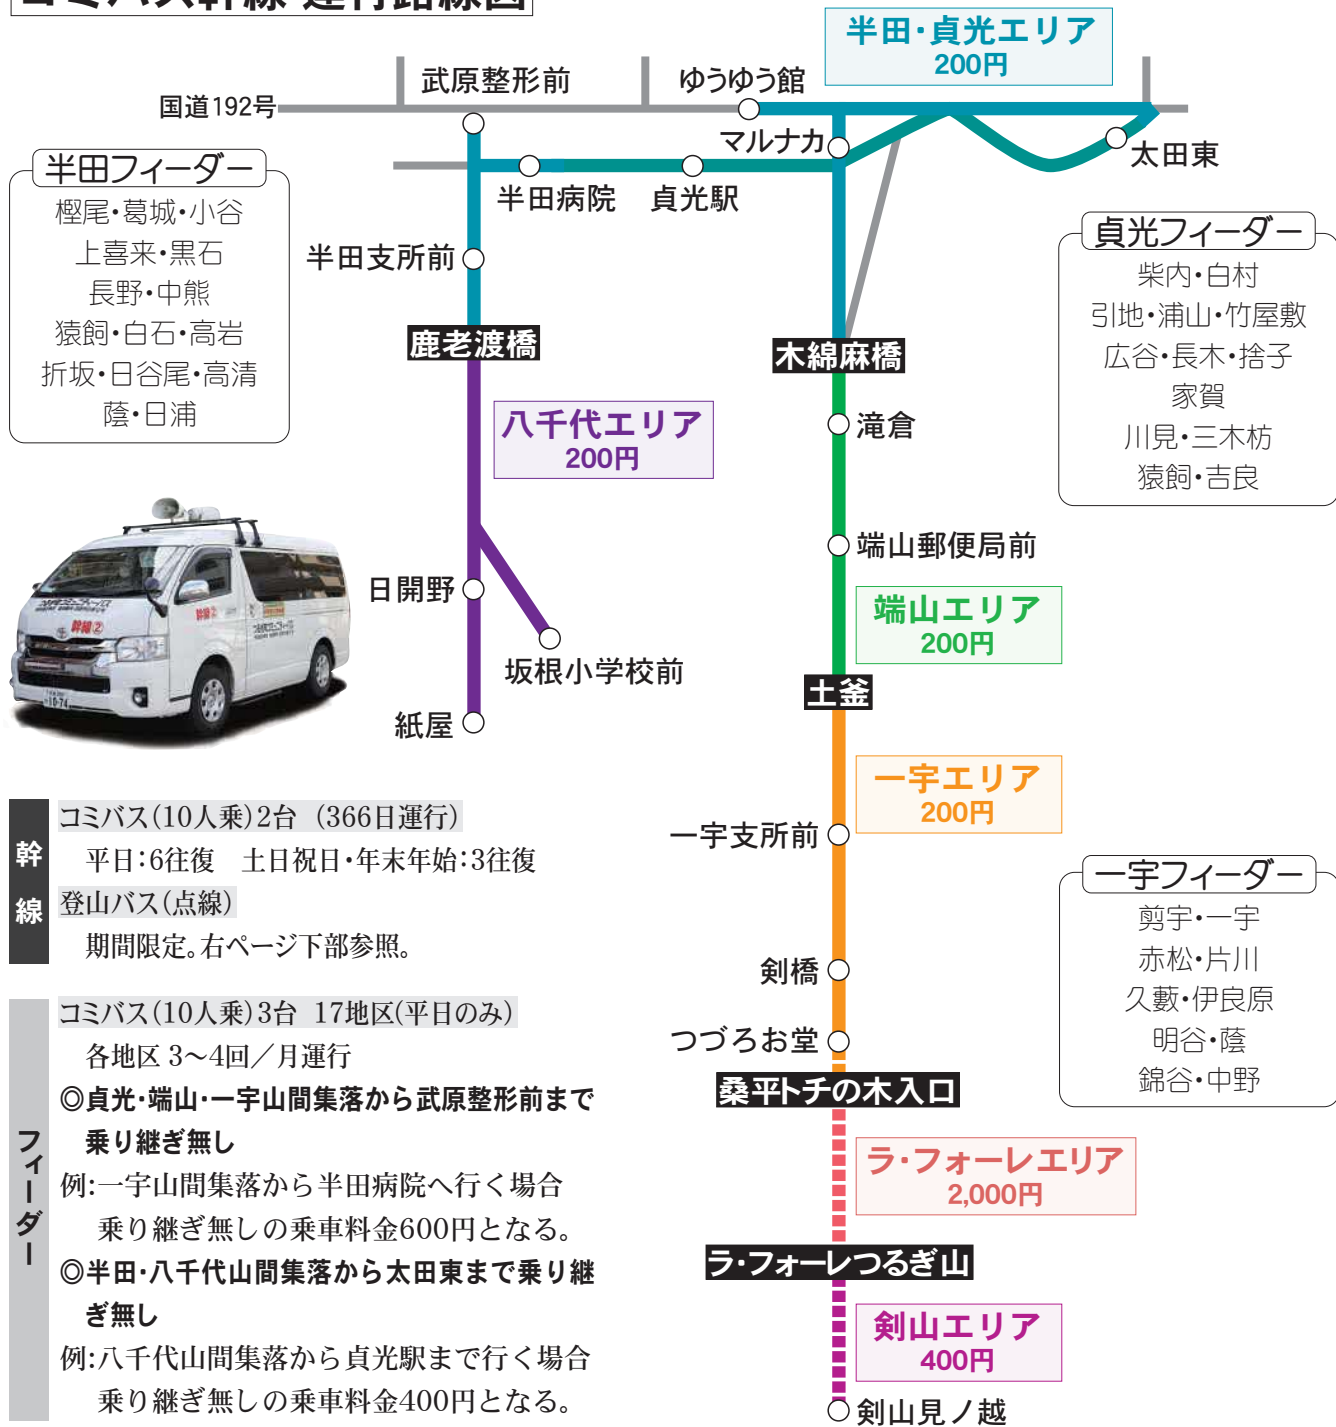 コミバス幹線 運行路線図
半田・貞光エリア
200円
武原整形前
ゆうゆう館
国道192号
マルナカ
太田東
半田病院
貞光駅
半田フィーダー
樫尾・葛城・小谷
上喜来・黒石
長野・中熊
猿飼・白石・高岩
折坂・日谷尾・高清
蔭・日浦
半田支所前
鹿老渡橋
木綿麻橋
貞光フィーダー
柴内・白村
引地・浦山・竹屋敷
広谷・長木・捨子
家賀
川見・三木枋
猿飼・吉良
八千代エリア
200円
滝倉
端山郵便局前
日開野
坂根小学校前
紙屋
幹線②
幹線②
10-74
端山エリア
200円
土釜
一宇エリア
200円
一宇支所前
剣橋
つづろお堂
桑平トチの木入口
一宇フィーダー
剪宇・一宇
赤松・片川
久藪・伊良原
明谷・蔭
錦谷・中野
ラ・フォーレエリア
2,000円
ラ・フォーレつるぎ山
剣山エリア
400円
剣山見ノ越
幹線
コミバス(10人乗)2台 (366日運行)
平日:6往復 土日祝日・年末年始:3往復
登山バス(点線)
期間限定。右ページ下部参照。
フィーダー
コミバス(10人乗)3台 17地区(平日のみ)
各地区 3〜4回/月運行
◎貞光・端山・一宇山間集落から武原整形前まで
乗り継ぎ無し
例:一宇山間集落から半田病院へ行く場合
乗り継ぎ無しの乗車料金600円となる。
◎半田・八千代山間集落から太田東まで乗り継
ぎ無し
例:八千代山間集落から貞光駅まで行く場合
乗り継ぎ無しの乗車料金400円となる。